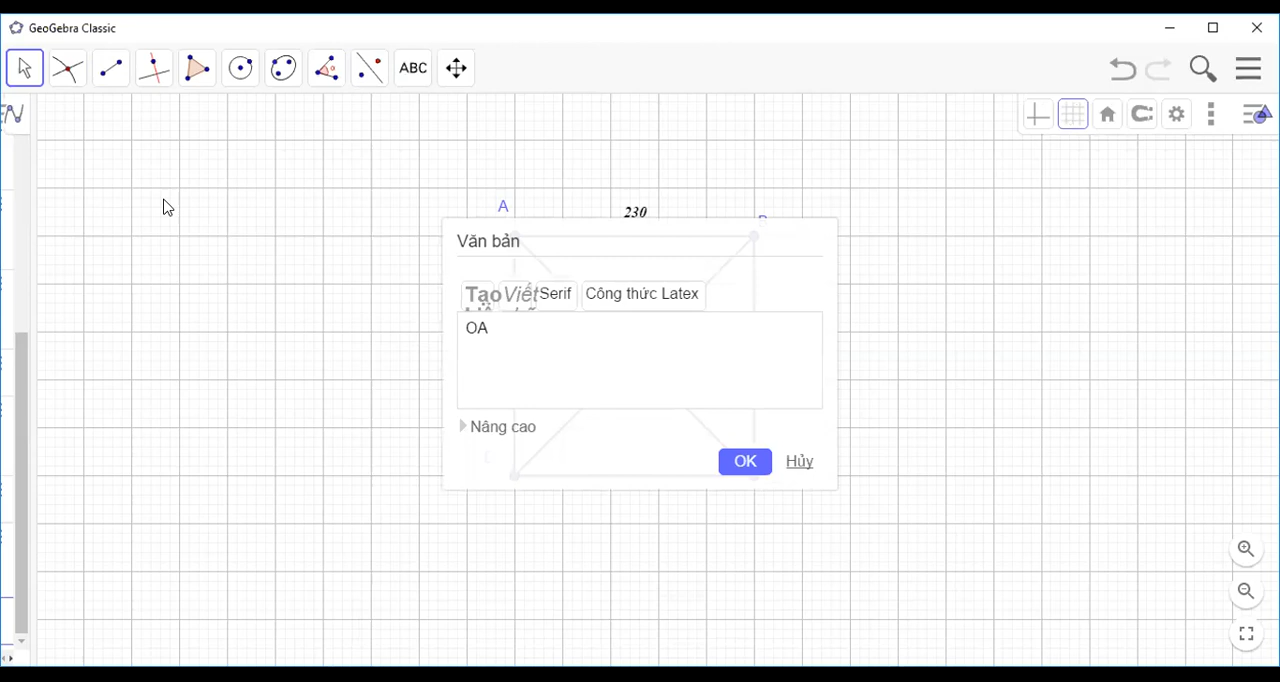 GeoGebra Classic
ABC
A
230
Văn bản
Tạo Viết Serif Công thức Latex
OA
Nâng cao
OK Hủy